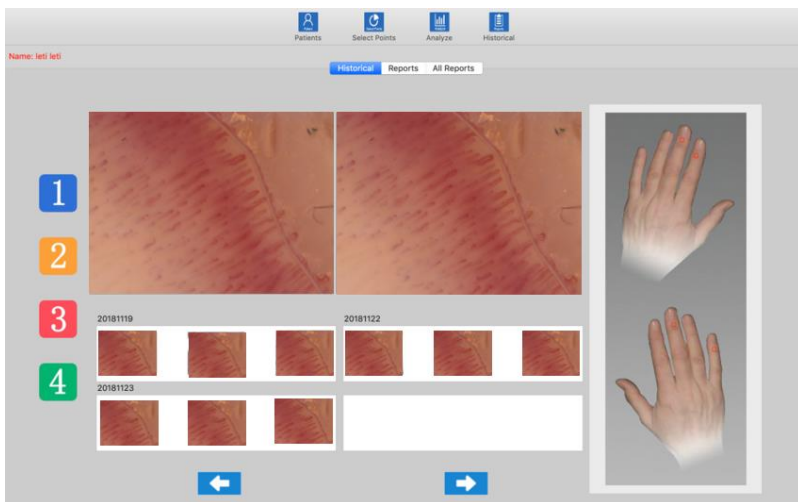 Patients Select Points Analyze Historical
Name: leti leti
Historical Reports All Reports
1
2
3
4
20181119 20181122
20181123